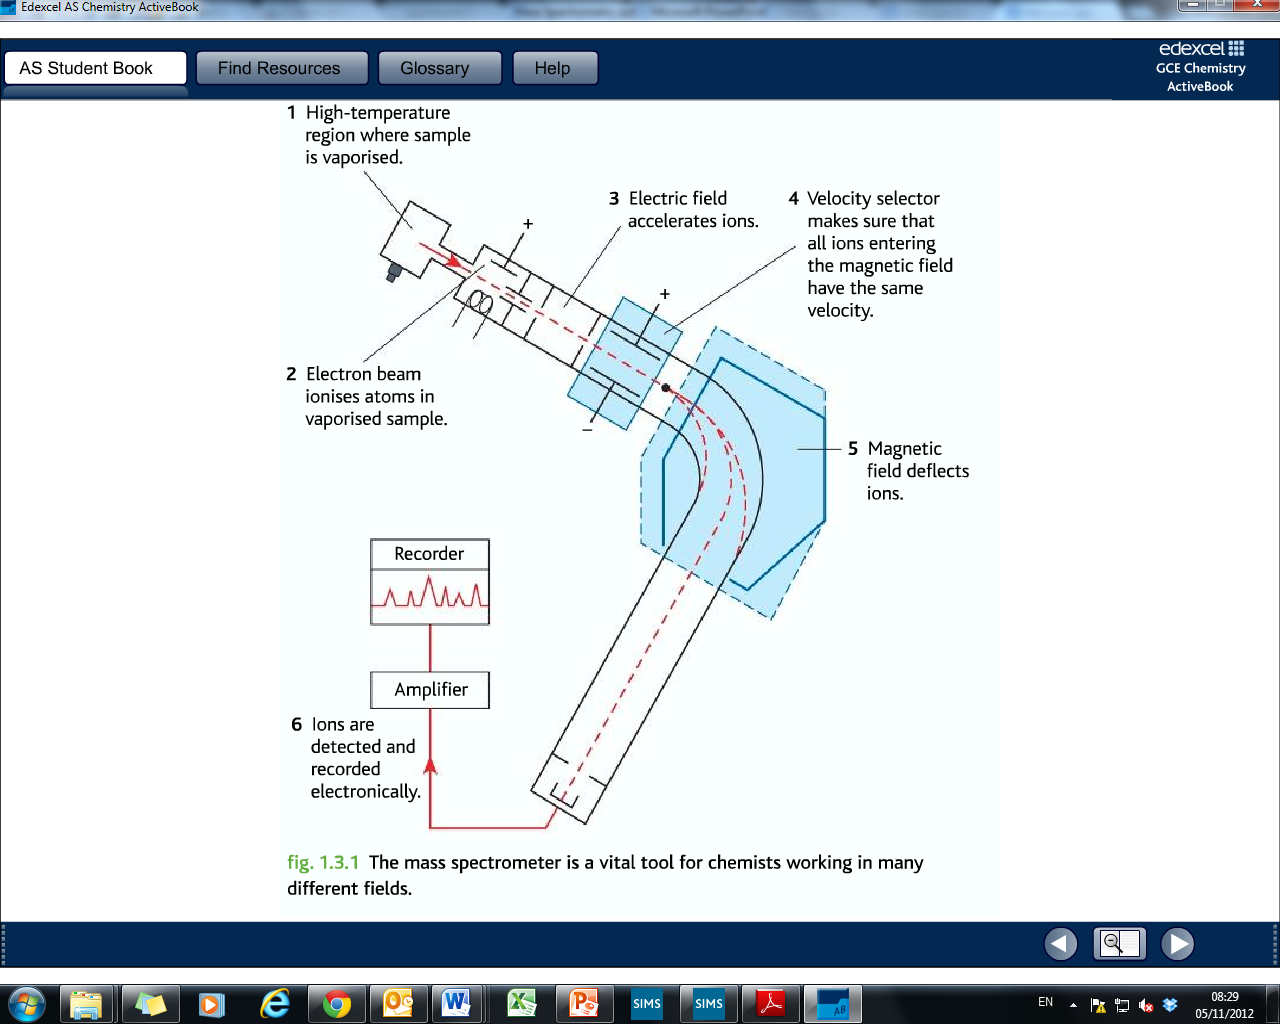 Edexcel AS Chemistry ActiveBook
AS Student Book
Find Resources
Glossary
Help
edexcel
GCE Chemistry
ActiveBook
1 High-temperature
region where sample
is vaporised.
3 Electric field
accelerates ions.
4 Velocity selector
makes sure that
all ions entering
the magnetic field
have the same
velocity.
+
+
−
2 Electron beam
ionises atoms in
vaporised sample.
5 Magnetic
field deflects
ions.
Recorder
Amplifier
6 Ions are
detected and
recorded
electronically.
fig. 1.3.1 The mass spectrometer is a vital tool for chemists working in many
different fields.
SIMS
SIMS
AB
EN
08:29
05/11/2012